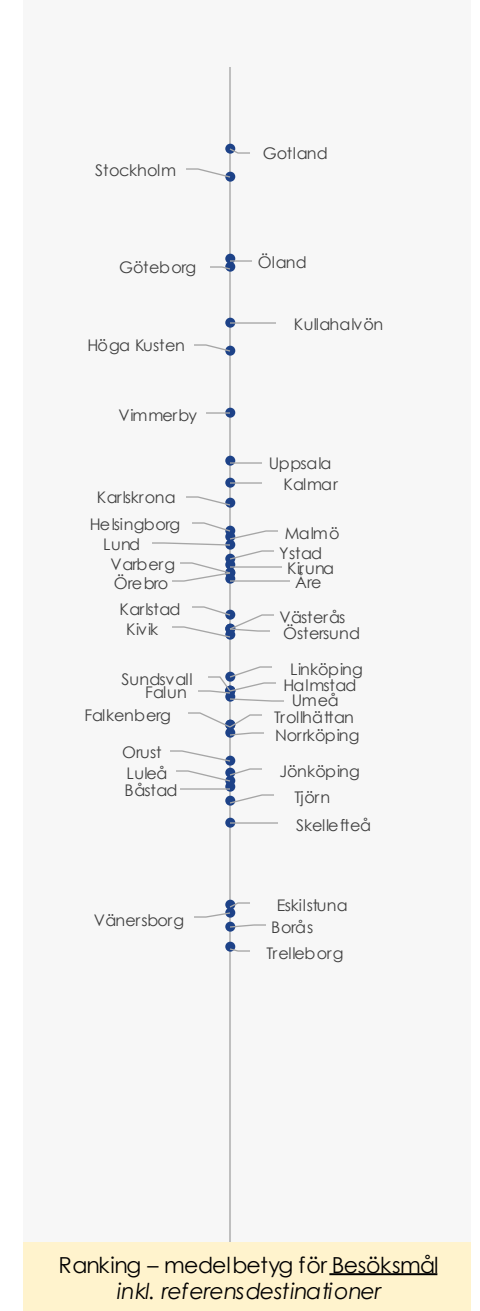 Gotland
Stockholm
Öland
Göteborg
Kullahalvön
Höga Kusten
Vimmerby
Uppsala
Kalmar
Karlskrona
Helsingborg
Malmö
Lund
Ystad
Varberg
Kiruna
Örebro
Åre
Karlstad
Västerås
Kivik
Östersund
Linköping
Sundsvall
Halmstad
Falun
Umeå
Falkenberg
Trollhättan
Norrköping
Orust
Jönköping
Luleå
Båstad
Tjörn
Skellefteå
Eskilstuna
Vänersborg
Borås
Trelleborg
Ranking – medelbetyg för Besöksmål
inkl. referensdestinationer